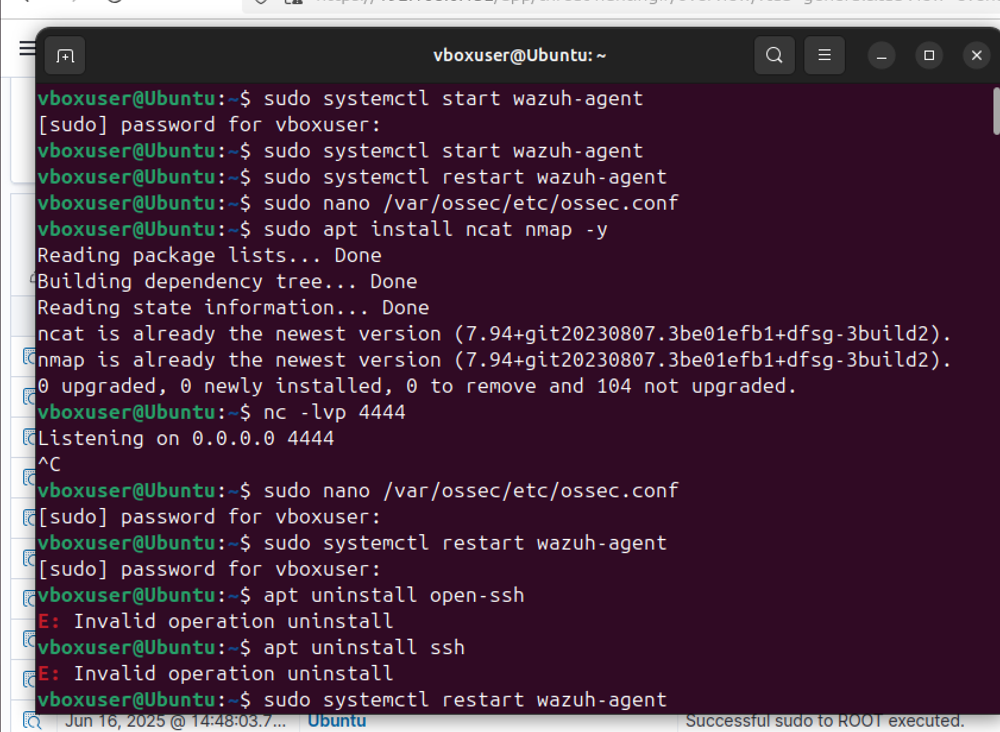 vboxuser@Ubuntu: ~
vboxuser@Ubuntu:~$ sudo systemctl start wazuh-agent
[sudo] password for vboxuser:
vboxuser@Ubuntu:~$ sudo systemctl start wazuh-agent
vboxuser@Ubuntu:~$ sudo systemctl restart wazuh-agent
vboxuser@Ubuntu:~$ sudo nano /var/ossec/etc/ossec.conf
vboxuser@Ubuntu:~$ sudo apt install ncat nmap -y
Reading package lists... Done
Building dependency tree... Done
Reading state information... Done
ncat is already the newest version (7.94+git20230807.3be01efb1+dfsg-3build2).
nmap is already the newest version (7.94+git20230807.3be01efb1+dfsg-3build2).
0 upgraded, 0 newly installed, 0 to remove and 104 not upgraded.
vboxuser@Ubuntu:~$ nc -lvp 4444
Listening on 0.0.0.0 4444
^C
vboxuser@Ubuntu:~$ sudo nano /var/ossec/etc/ossec.conf
[sudo] password for vboxuser:
vboxuser@Ubuntu:~$ sudo systemctl restart wazuh-agent
[sudo] password for vboxuser:
vboxuser@Ubuntu:~$ apt uninstall open-ssh
E: Invalid operation uninstall
vboxuser@Ubuntu:~$ apt uninstall ssh
E: Invalid operation uninstall
vboxuser@Ubuntu:~$ sudo systemctl restart wazuh-agent
Jun 16, 2025 @ 14:48:03.7... Ubuntu Successful sudo to ROOT executed.